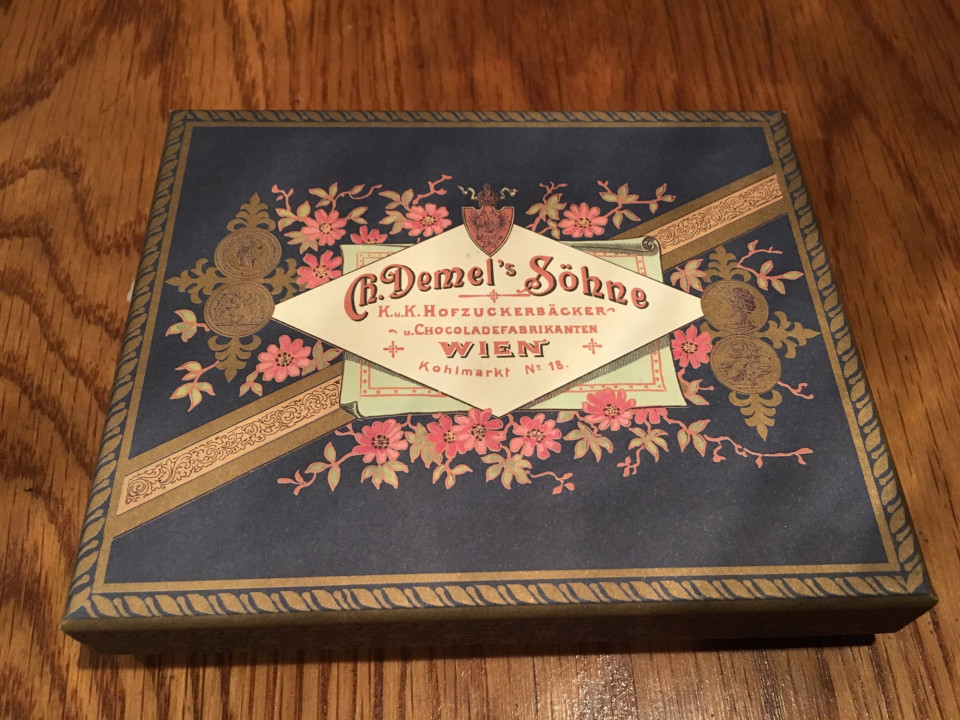 Ch. Demel's Söhne
K.u.K. HOFZUCKERBÄCKER
u. CHOCOLADEFABRIKANTEN
WIEN
Kohlmarkt No. 18.